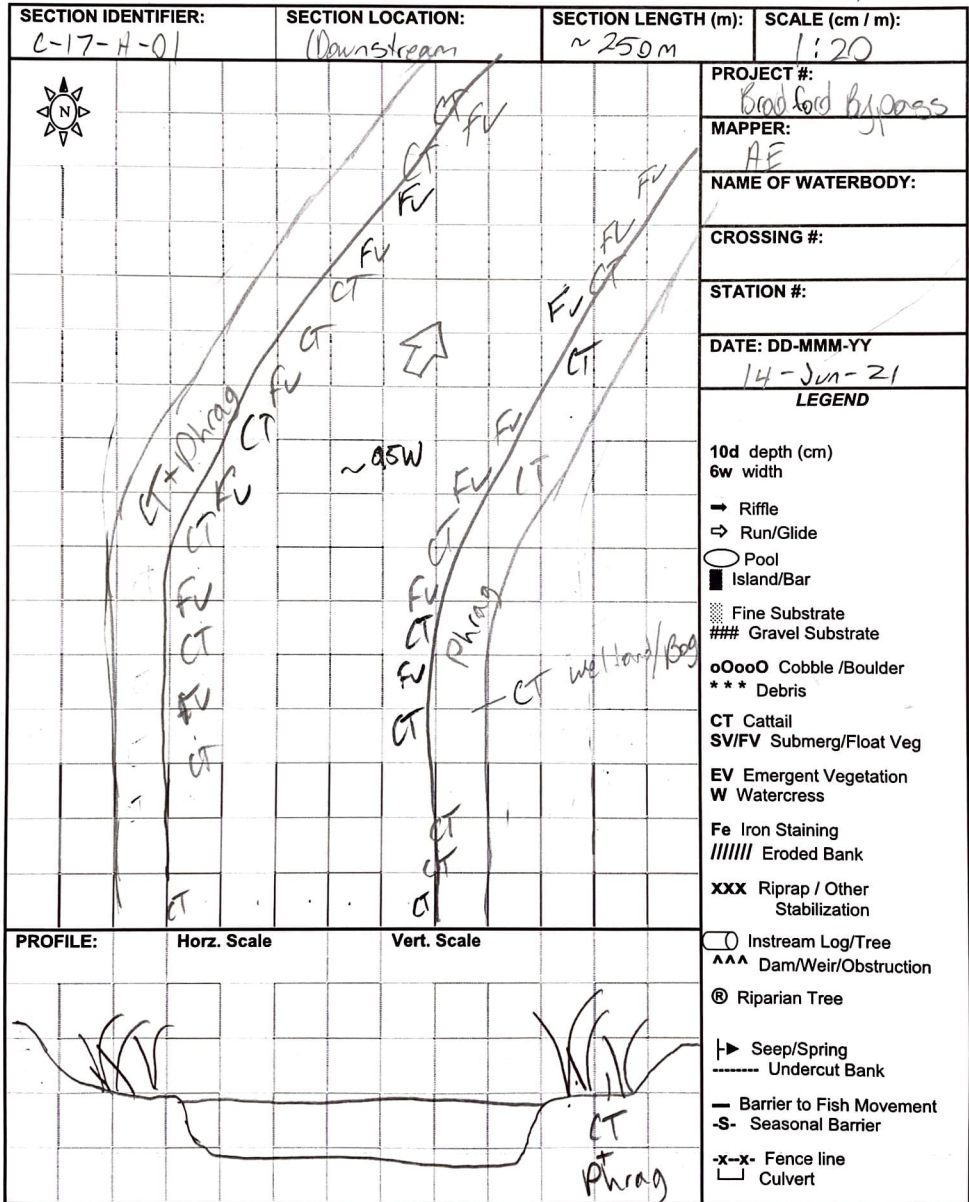 SECTION IDENTIFIER:
C-17-H-01
SECTION LOCATION:
(Downstream
SECTION LENGTH (m):
~ 250m
SCALE (cm / m):
1:20
N
PROJECT #:
Bradford Bypass
MAPPER:
AE
NAME OF WATERBODY:
CROSSING #:
STATION #:
DATE: DD-MMM-YY
14-Jun-21
CT
FV
CT
FV
FV
CT
CT
FV
CT
CT + Phrag
FV
CT
FV
CT
FV
CT
CT
~ 95W
FV
FV
CT
FV
CT
FV
CT
FV
CT
FV
CT
FV
CT
CT
CT
CT
Phrag
CT wetland/Bog
LEGEND
10d depth (cm)
6w width
Riffle
Run/Glide
Pool
Island/Bar
Fine Substrate
### Gravel Substrate
oOooO Cobble /Boulder
* * * Debris
CT Cattail
SV/FV Submerg/Float Veg
EV Emergent Vegetation
W Watercress
Fe Iron Staining
/////// Eroded Bank
XXX Riprap / Other
Stabilization
Instream Log/Tree
^^^ Dam/Weir/Obstruction
® Riparian Tree
Seep/Spring
-------- Undercut Bank
Barrier to Fish Movement
-S- Seasonal Barrier
-x--x- Fence line
Culvert
PROFILE:
Horz. Scale
Vert. Scale
CT
+
Phrag